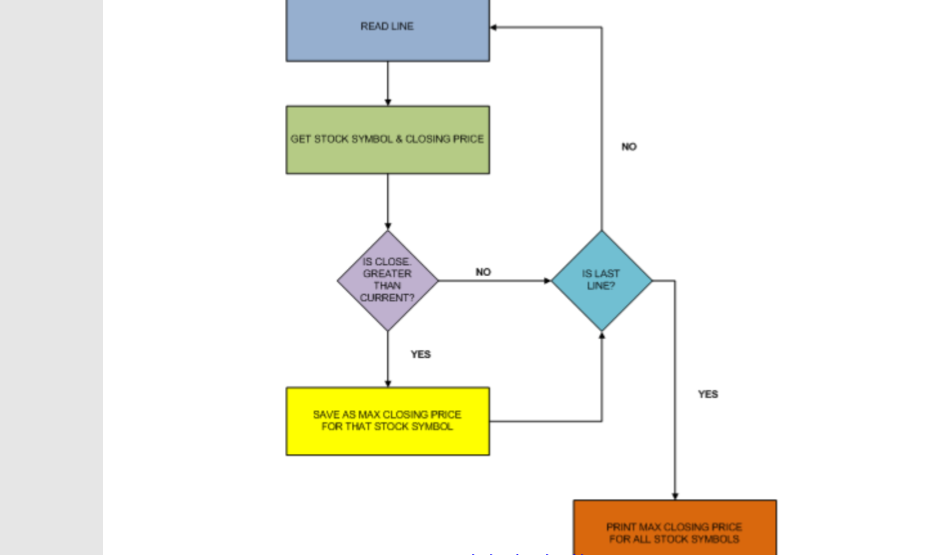 READ LINE
NO
GET STOCK SYMBOL & CLOSING PRICE
IS CLOSE.
GREATER
THAN
CURRENT?
NO
IS LAST
LINE?
YES
YES
SAVE AS MAX CLOSING PRICE
FOR THAT STOCK SYMBOL
PRINT MAX CLOSING PRICE
FOR ALL STOCK SYMBOLS